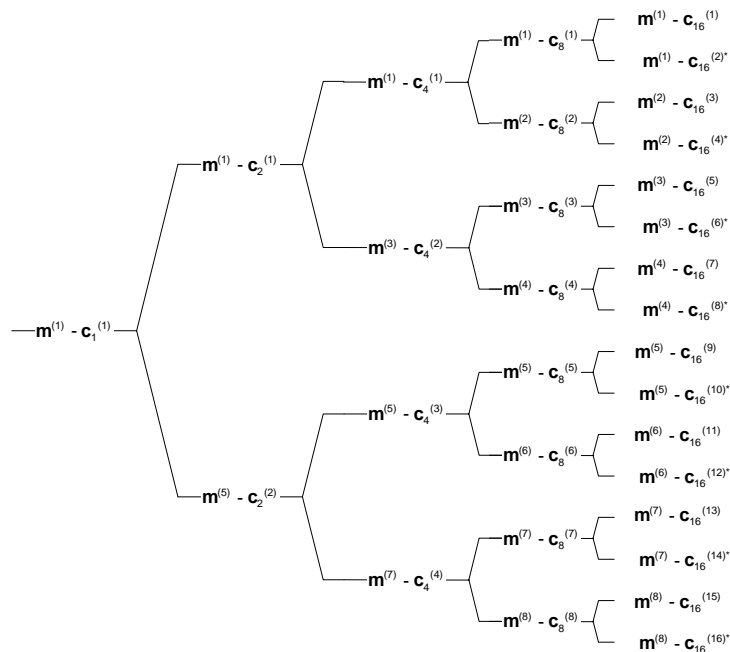 m(1) - c16(1)
m(1) - c8(1)
m(1) - c16(2)*
m(1) - c4(1)
m(2) - c16(3)
m(2) - c8(2)
m(2) - c16(4)*
m(1) - c2(1)
m(3) - c16(5)
m(3) - c8(3)
m(3) - c16(6)*
m(3) - c4(2)
m(4) - c16(7)
m(4) - c8(4)
m(4) - c16(8)*
m(1) - c1(1)
m(5) - c16(9)
m(5) - c8(5)
m(5) - c16(10)*
m(5) - c4(3)
m(6) - c16(11)
m(6) - c8(6)
m(6) - c16(12)*
m(5) - c2(2)
m(7) - c16(13)
m(7) - c8(7)
m(7) - c16(14)*
m(7) - c4(4)
m(8) - c16(15)
m(8) - c8(8)
m(8) - c16(16)*